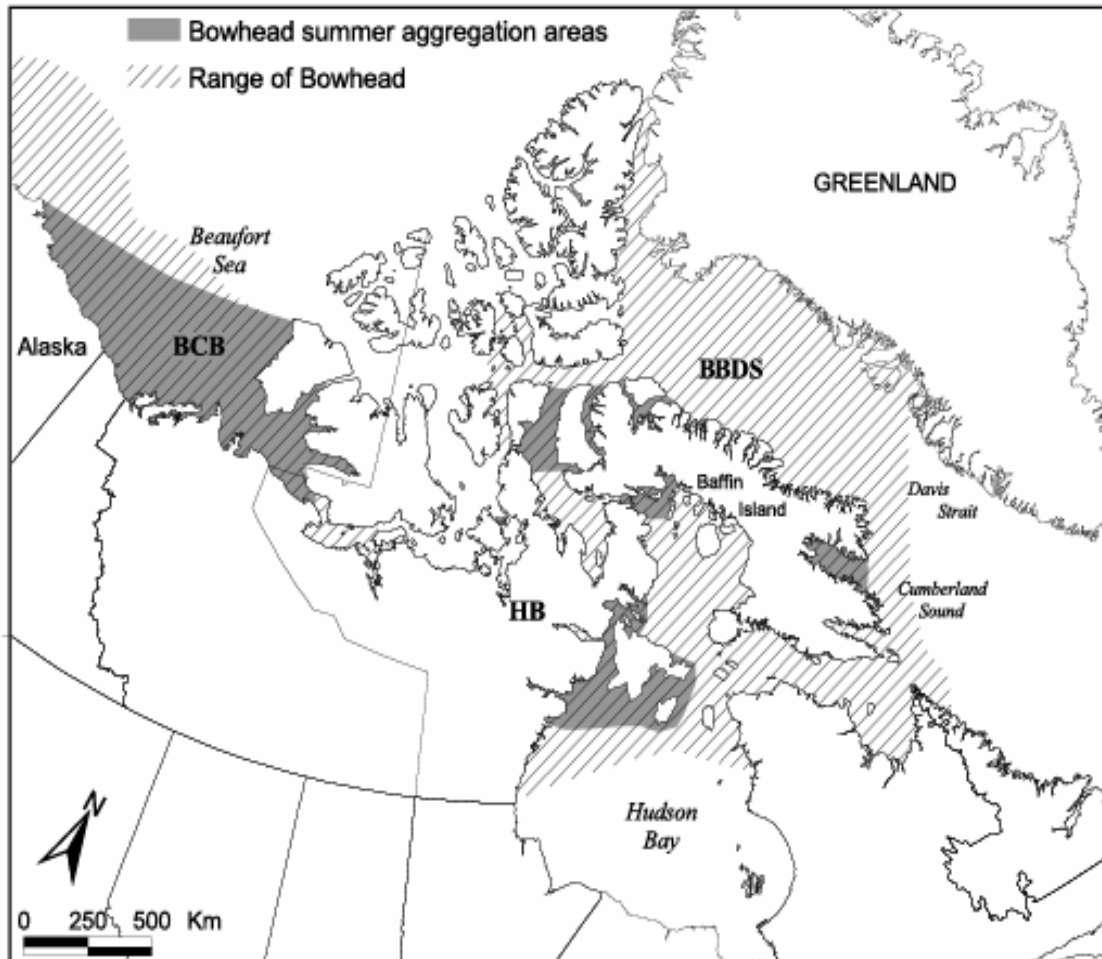 Bowhead summer aggregation areas
Range of Bowhead
GREENLAND
Beaufort
Sea
Alaska
BCB
BBDS
Baffin
Island
Davis
Strait
Cumberland
Sound
HB
Hudson
Bay
N
0 250 500 Km